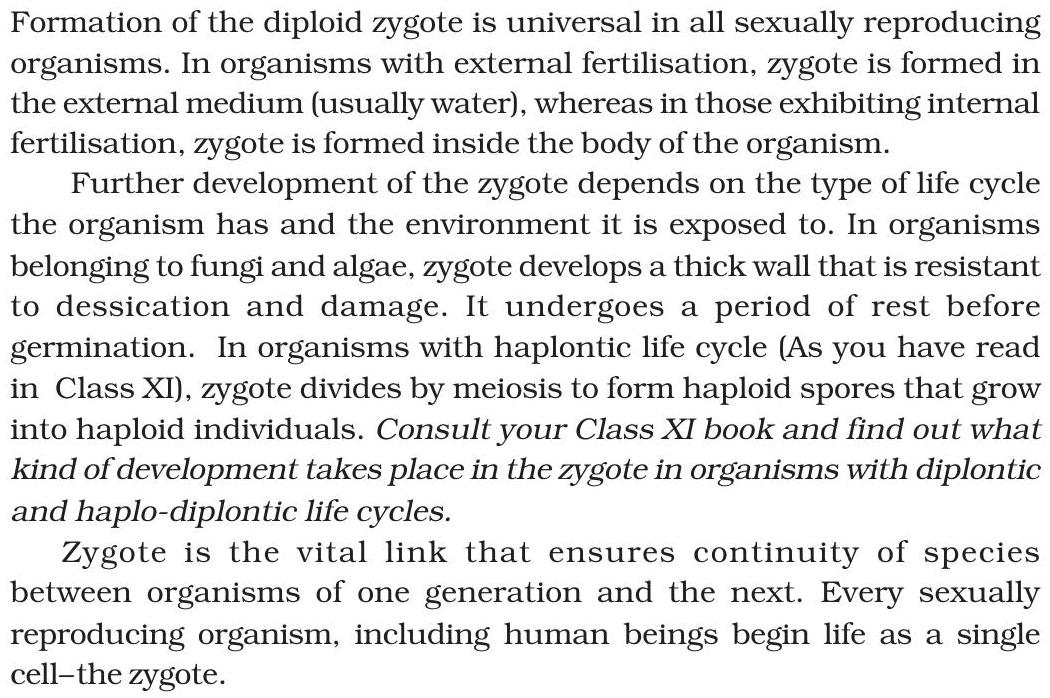 Formation of the diploid zygote is universal in all sexually reproducing
organisms. In organisms with external fertilisation, zygote is formed in
the external medium (usually water), whereas in those exhibiting internal
fertilisation, zygote is formed inside the body of the organism.
Further development of the zygote depends on the type of life cycle
the organism has and the environment it is exposed to. In organisms
belonging to fungi and algae, zygote develops a thick wall that is resistant
to dessication and damage. It undergoes a period of rest before
germination. In organisms with haplontic life cycle (As you have read
in Class XI), zygote divides by meiosis to form haploid spores that grow
into haploid individuals. Consult your Class XI book and find out what
kind of development takes place in the zygote in organisms with diplontic
and haplo-diplontic life cycles.
Zygote is the vital link that ensures continuity of species
between organisms of one generation and the next. Every sexually
reproducing organism, including human beings begin life as a single
cell–the zygote.